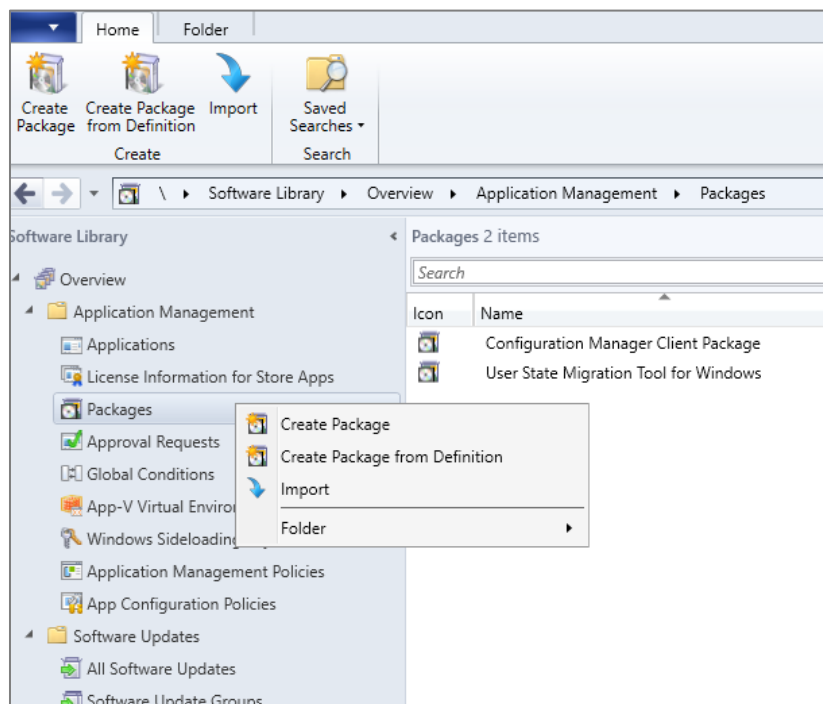 Home Folder
Create Package
Create Package from Definition
Import
Saved Searches
Create
Search
\ Software Library Overview Application Management Packages
Software Library
Packages 2 items
Search
Overview
Application Management
Icon Name
Applications
Configuration Manager Client Package
License Information for Store Apps
User State Migration Tool for Windows
Packages
Create Package
Approval Requests
Create Package from Definition
Global Conditions
Import
App-V Virtual
Folder
Windows Sideloading
Application Management Policies
App Configuration Policies
Software Updates
All Software Updates
Software Update Groups